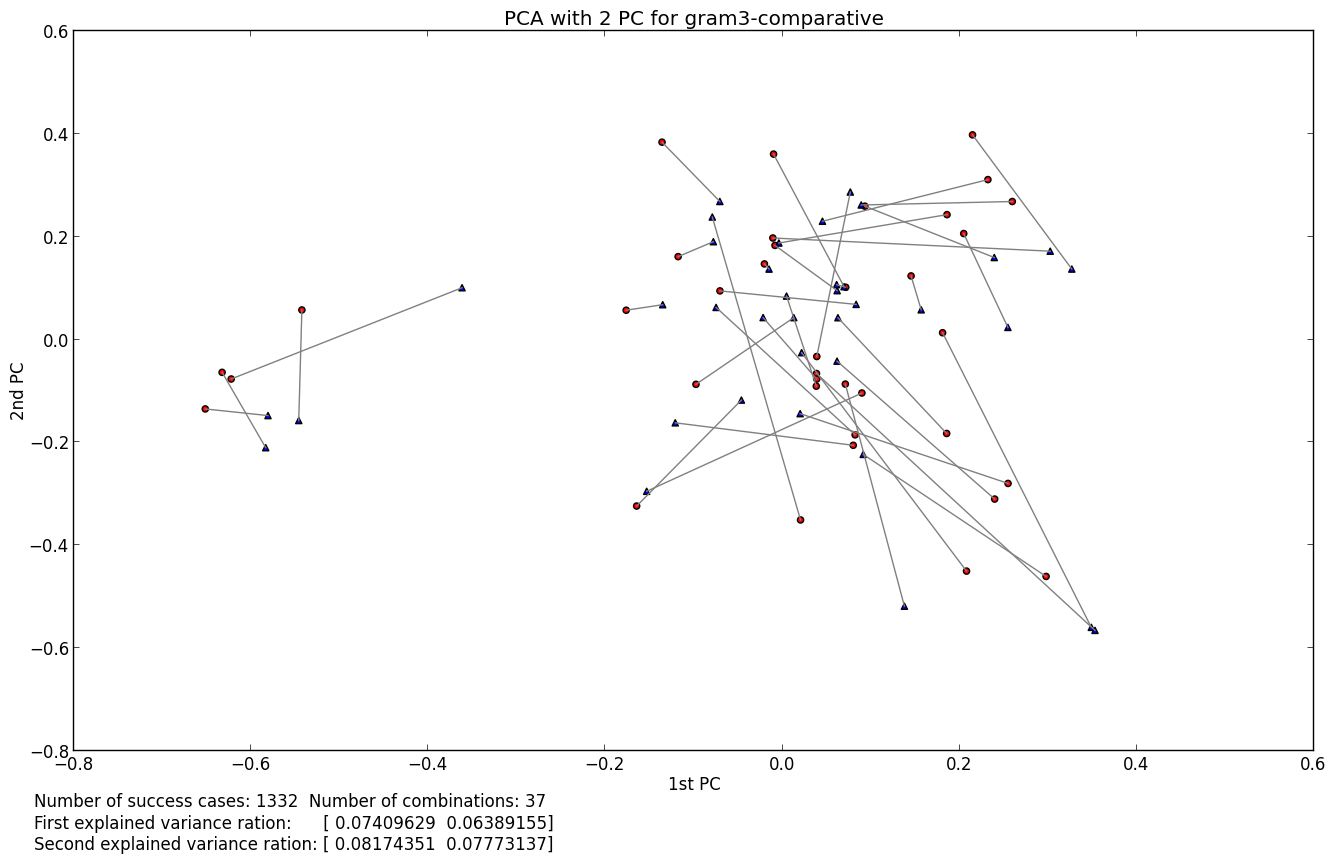 PCA with 2 PC for gram3-comparative
0.6
0.4
0.2
0.0
−0.2
−0.4
−0.6
−0.8
2nd PC
−0.8 −0.6 −0.4 −0.2 0.0 0.2 0.4 0.6
1st PC
Number of success cases: 1332  Number of combinations: 37
First explained variance ration:      [ 0.07409629  0.06389155]
Second explained variance ration: [ 0.08174351  0.07773137]